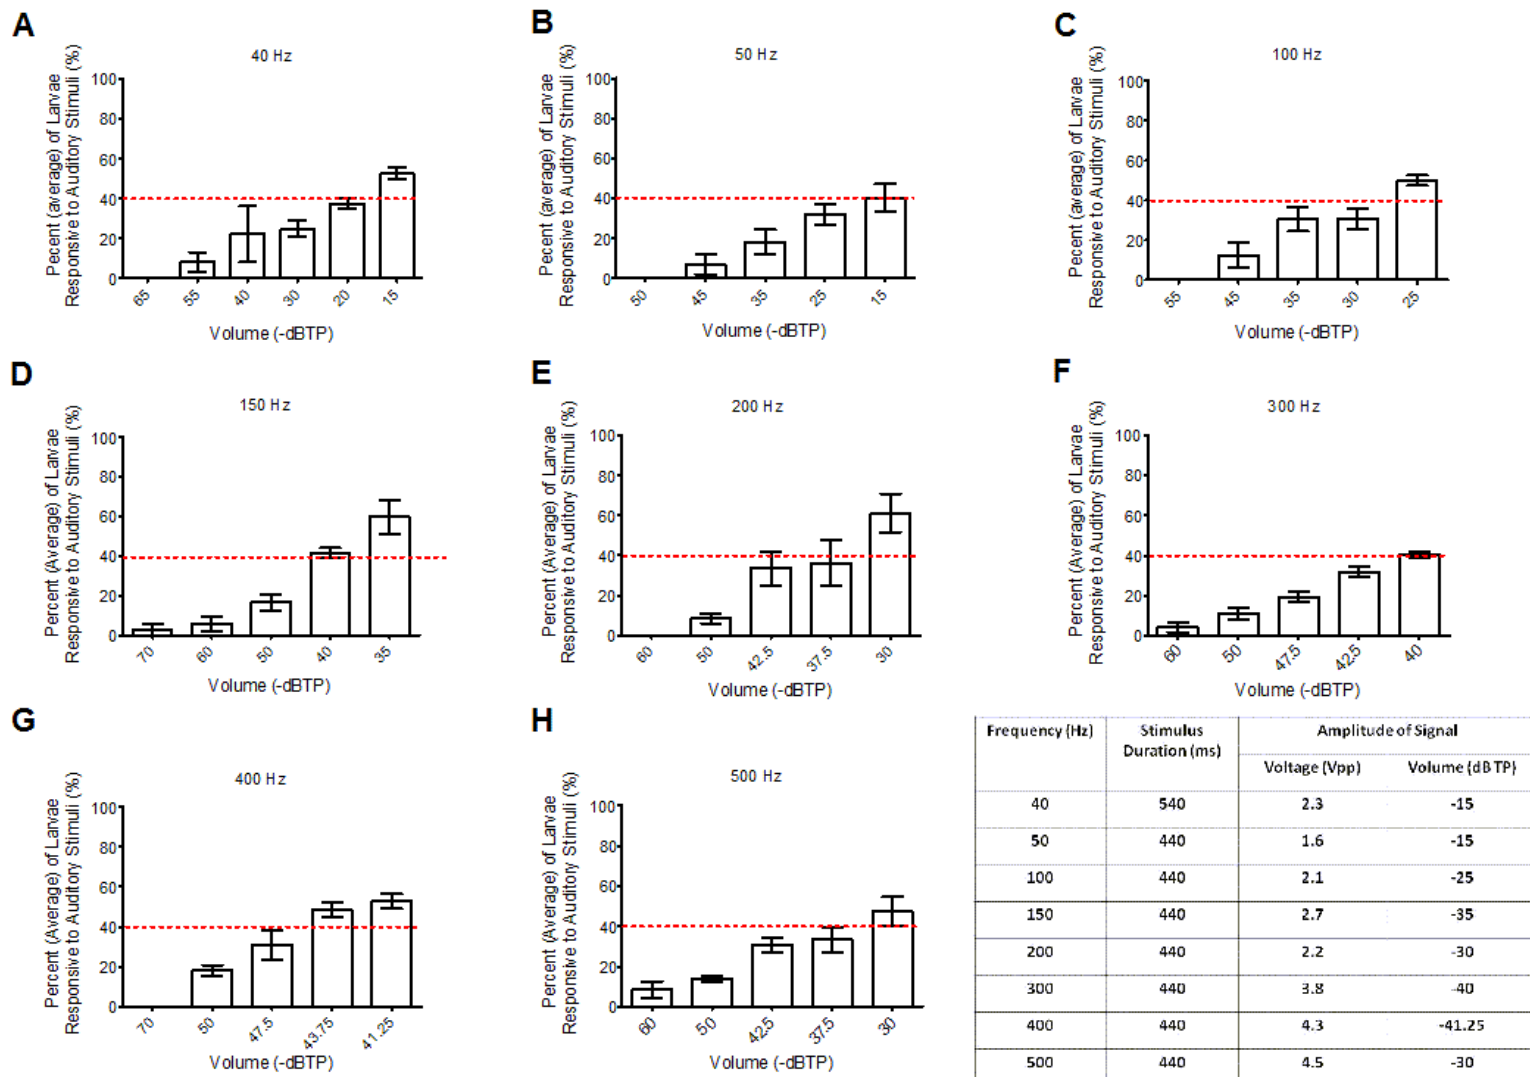 A
40 Hz
Pecent (average) of Larvae
Responsive to Auditory Stimuli (%)
100
80
60
40
20
0
65
55
40
30
20
15
Volume (-dBTP)
B
50 Hz
Percent (average) of Larvae
Responsive to Auditory Stimuli (%)
100
80
60
40
20
0
50
45
35
25
15
Volume (-dBTP)
C
100 Hz
Pecent (average) of Larvae
Responsive to Auditory Stimuli (%)
100
80
60
40
20
0
55
45
35
30
25
Volume (-dBTP)
D
150 Hz
Percent (Average) of Larvae
Responsive to Auditory Stimuli (%)
100
80
60
40
20
0
70
60
50
40
35
Volume (-dBTP)
E
200 Hz
Percent (Average) of Larvae
Responsive to Auditory Stimuli (%)
100
80
60
40
20
0
60
50
42.5
37.5
30
Volume (-dBTP)
F
300 Hz
Percent (Average) of Larvae
Responsive to Auditory Stimuli (%)
100
80
60
40
20
0
60
50
47.5
42.5
40
Volume (-dBTP)
G
400 Hz
Percent (Average) of Larvae
Responsive to Auditory Stimuli (%)
100
80
60
40
20
0
70
50
47.5
43.75
41.25
Volume (-dBTP)
H
500 Hz
Percent (Average) of Larvae
Responsive to Auditory Stimuli (%)
100
80
60
40
20
0
60
50
42.5
37.5
30
Volume (-dBTP)
Frequency (Hz) Stimulus Amplitude of Signal
Duration (ms)
Voltage (Vpp) Volume (dB TP)
40 540 2.3 -15
50 440 1.6 -15
100 440 2.1 -25
150 440 2.7 -35
200 440 2.2 -30
300 440 3.8 -40
400 440 4.3 -41.25
500 440 4.5 -30